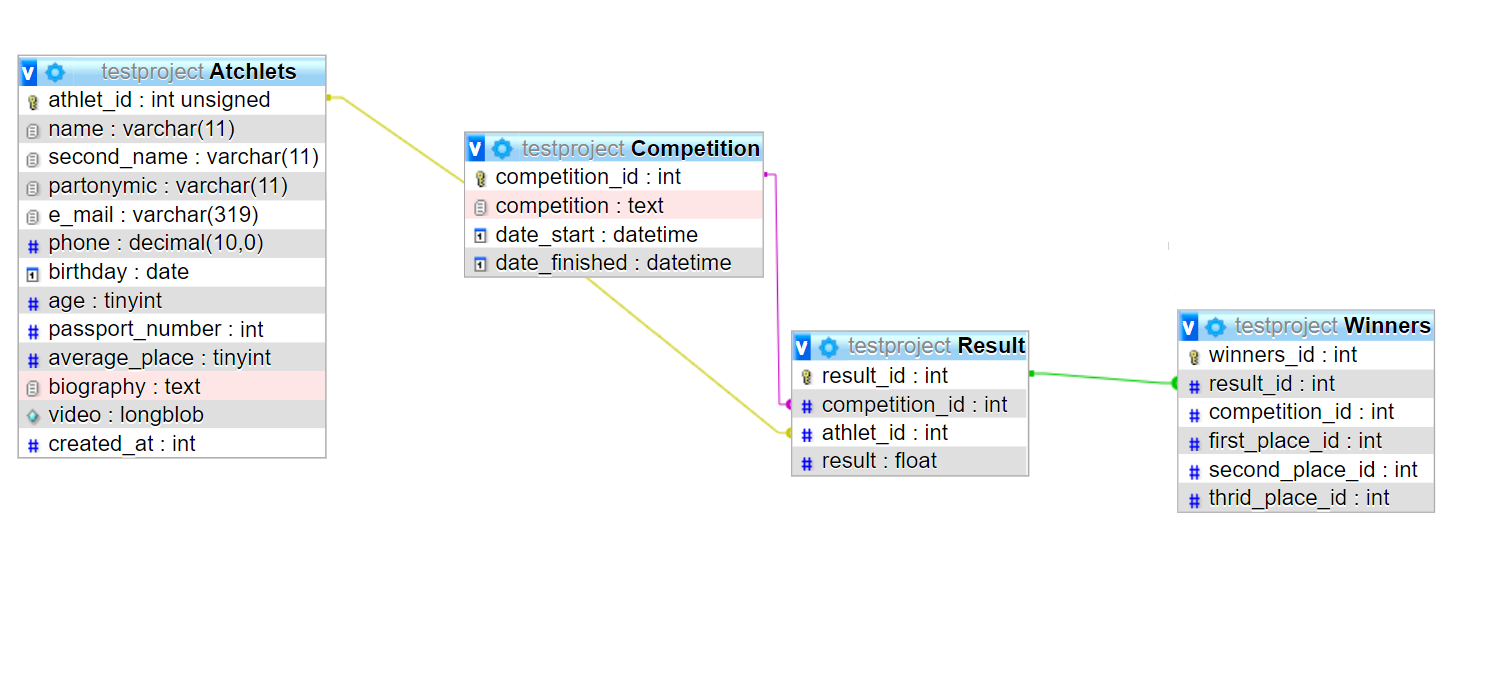 v testproject Atchlets
athlet_id : int unsigned
name : varchar(11)
second_name : varchar(11)
partonymic : varchar(11)
e_mail : varchar(319)
# phone : decimal(10,0)
birthday : date
# age : tinyint
# passport_number : int
# average_place : tinyint
biography : text
video : longblob
# created_at : int
v testproject Competition
competition_id : int
competition : text
date_start : datetime
date_finished : datetime
v testproject Result
result_id : int
# competition_id : int
# athlet_id : int
# result : float
v testproject Winners
winners_id : int
# result_id : int
# competition_id : int
# first_place_id : int
# second_place_id : int
# thrid_place_id : int